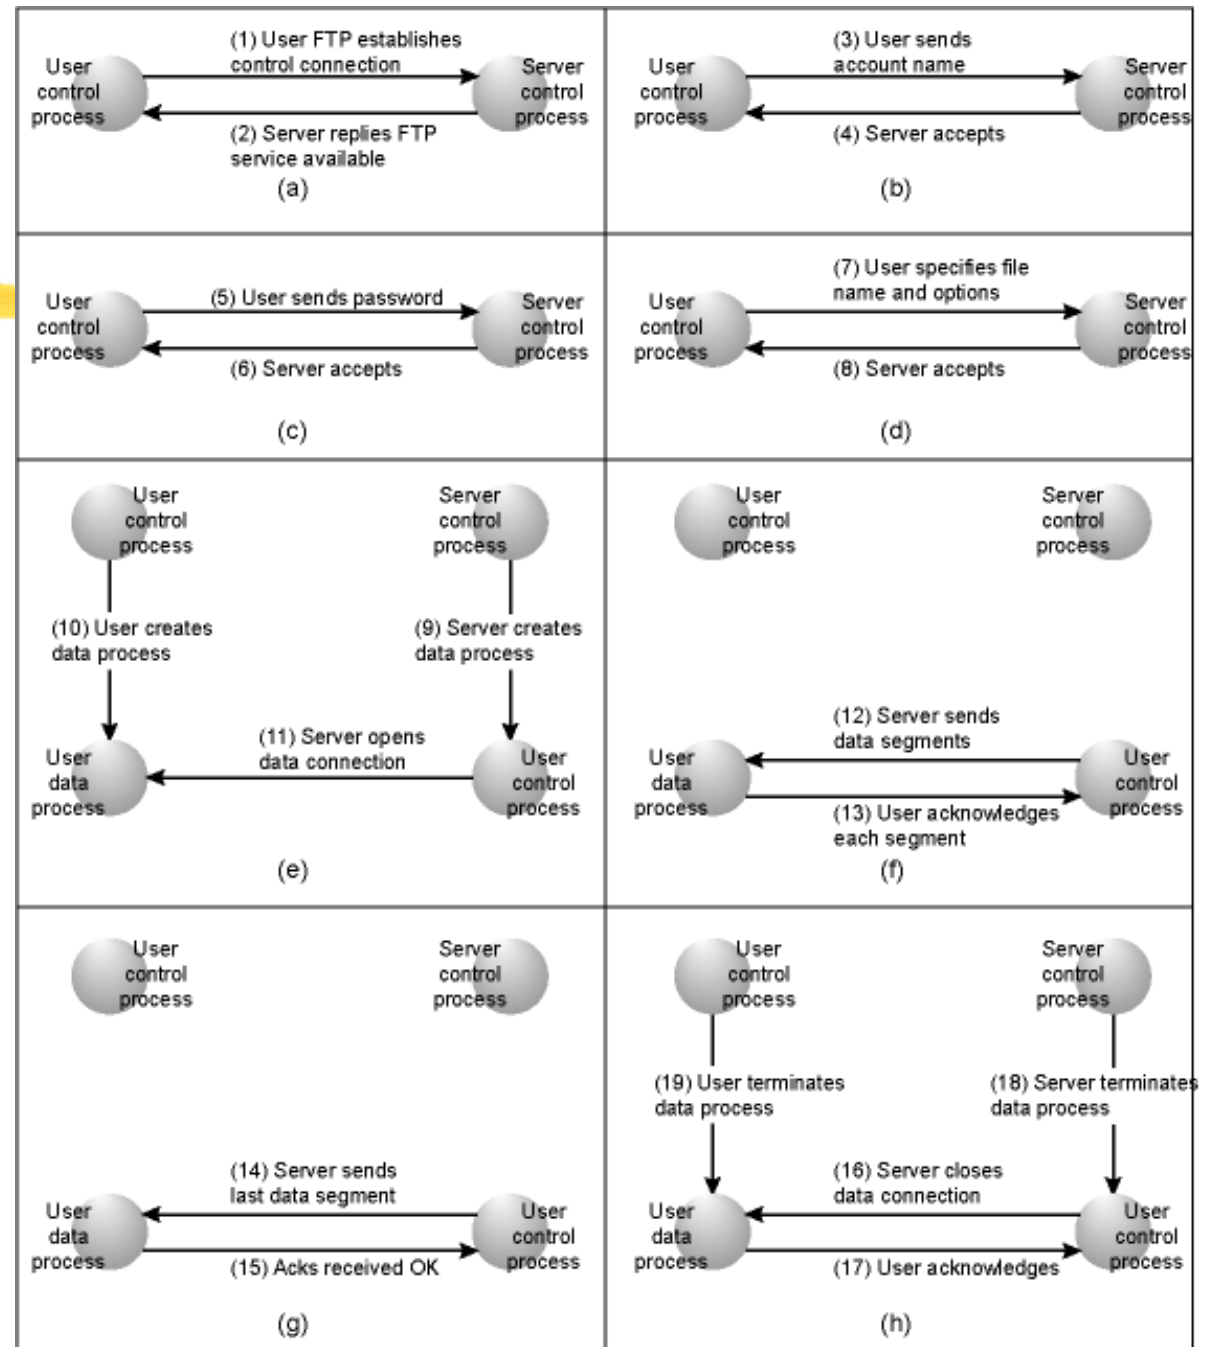 (1) User FTP establishes
control connection
User
control
process
Server
control
process
(2) Server replies FTP
service available
(a)
(3) User sends
account name
User
control
process
Server
control
process
(4) Server accepts
(b)
(5) User sends password
User
control
process
Server
control
process
(6) Server accepts
(c)
(7) User specifies file
name and options
User
control
process
Server
control
process
(8) Server accepts
(d)
User
control
process
Server
control
process
(10) User creates
data process
(9) Server creates
data process
(11) Server opens
data connection
User
data
process
User
control
process
(e)
User
control
process
Server
control
process
(12) Server sends
data segments
User
data
process
User
control
process
(13) User acknowledges
each segment
(f)
User
control
process
Server
control
process
(14) Server sends
last data segment
User
data
process
User
control
process
(15) Acks received OK
(g)
User
control
process
Server
control
process
(19) User terminates
data process
(18) Server terminates
data process
(16) Server closes
data connection
User
data
process
User
control
process
(17) User acknowledges
(h)